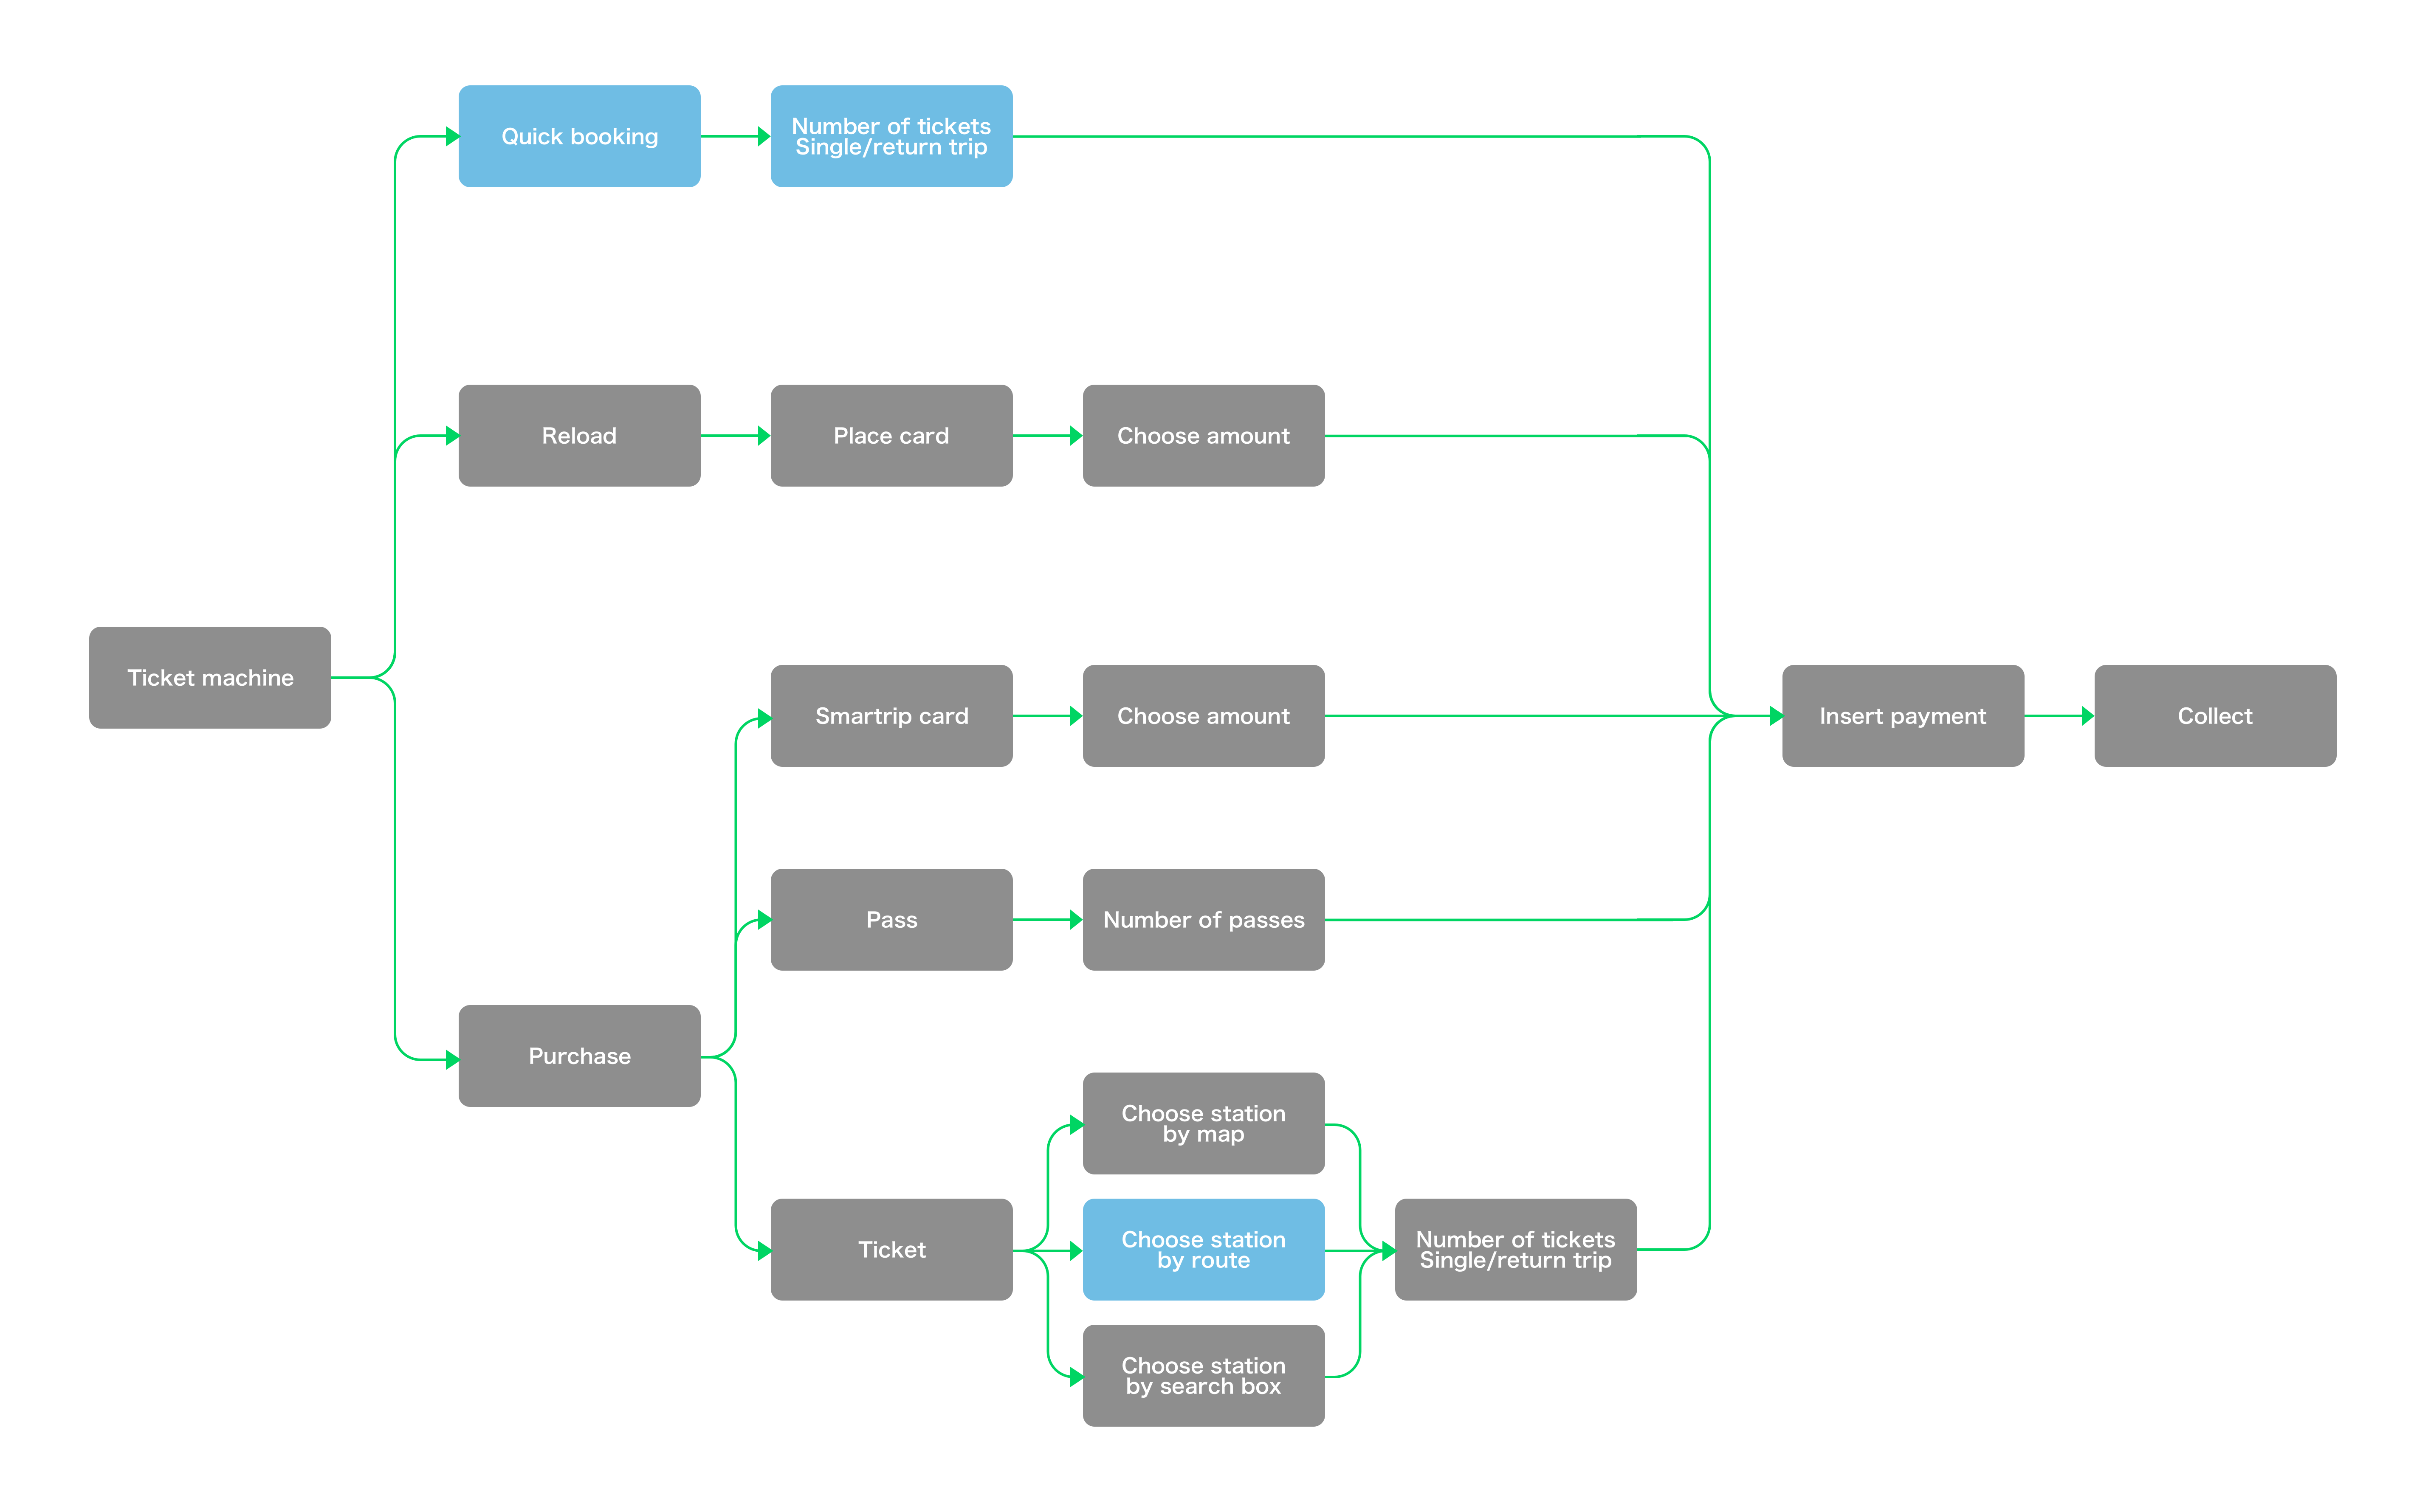 Quick booking
Number of tickets
Single/return trip
Reload
Place card
Choose amount
Ticket machine
Smartrip card
Choose amount
Insert payment
Collect
Pass
Number of passes
Purchase
Choose station
by map
Ticket
Choose station
by route
Number of tickets
Single/return trip
Choose station
by search box